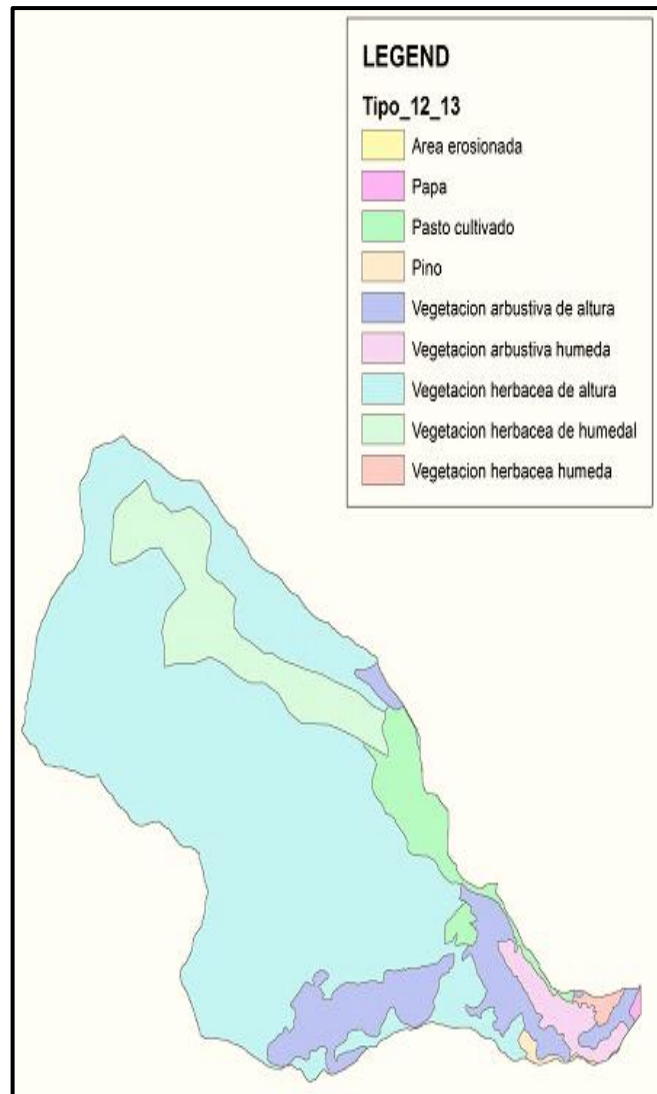 LEGEND
Tipo_12_13
Area erosionada
Papa
Pasto cultivado
Pino
Vegetacion arbustiva de altura
Vegetacion arbustiva humeda
Vegetacion herbacea de altura
Vegetacion herbacea de humedal
Vegetacion herbacea humeda